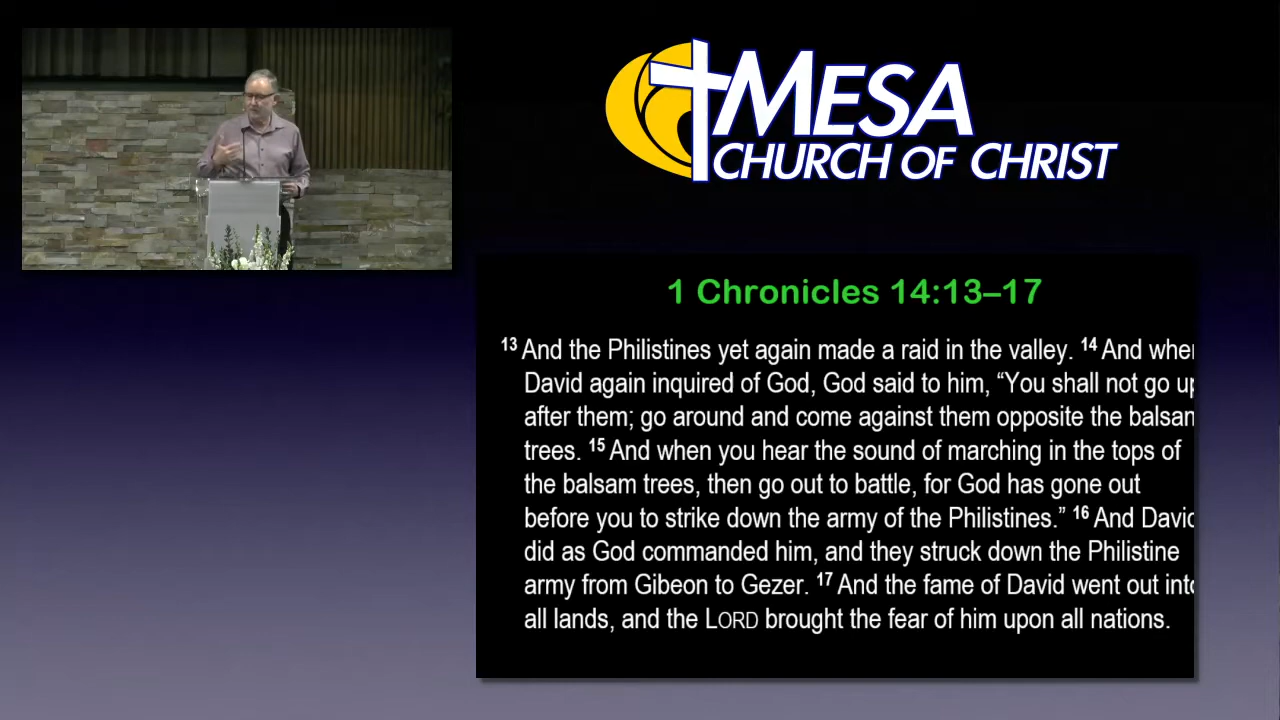 MESA
CHURCH OF CHRIST
1 Chronicles 14:13–17
13 And the Philistines yet again made a raid in the valley. 14 And when
David again inquired of God, God said to him, “You shall not go up
after them; go around and come against them opposite the balsam
trees. 15 And when you hear the sound of marching in the tops of
the balsam trees, then go out to battle, for God has gone out
before you to strike down the army of the Philistines.” 16 And David
did as God commanded him, and they struck down the Philistine
army from Gibeon to Gezer. 17 And the fame of David went out into
all lands, and the LORD brought the fear of him upon all nations.